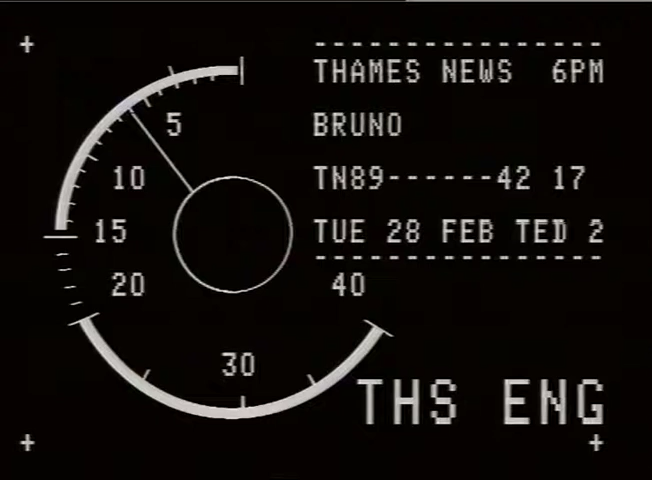 THAMES NEWS 6PM
BRUNO
TN89------42 17
TUE 28 FEB TED 2
5
10
15
20
40
30
THS ENG